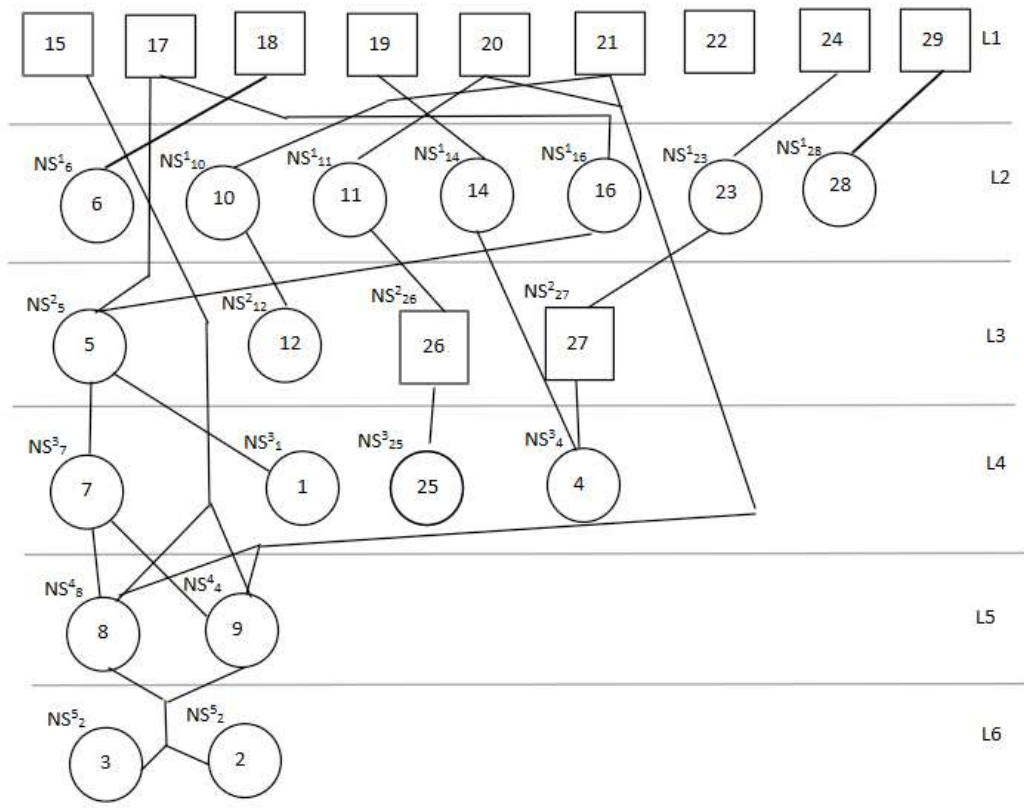 15 17 18 19 20 21 22 24 29 L1
NS¹₆ NS¹₁₀ NS¹₁₁ NS¹₁₄ NS¹₁₆ NS¹₂₃ NS¹₂₈
6 10 11 14 16 23 28 L2
NS²₅ NS²₁₂ NS²₂₆ NS²₂₇
5 12 26 27 L3
NS³₇ NS³₁ NS³₂₅ NS³₄
7 1 25 4 L4
NS⁴₈ NS⁴₄
8 9 L5
NS⁵₂ NS⁵₂
3 2 L6